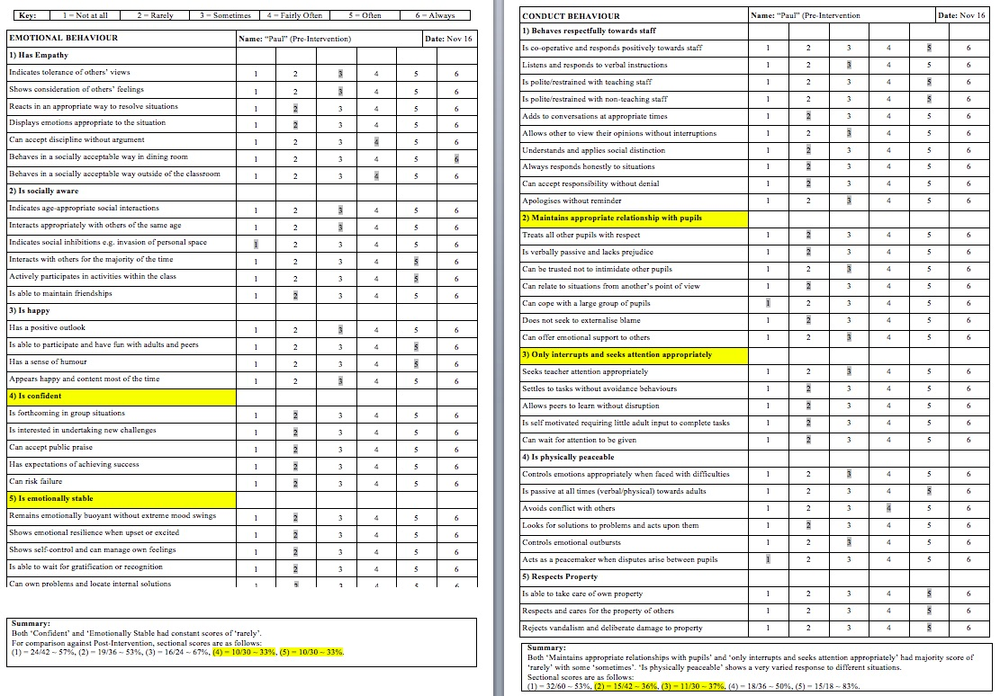 Key: 1 = Not at all 2 = Rarely 3 = Sometimes 4 = Fairly Often 5 = Often 6 = Always
EMOTIONAL BEHAVIOUR Name: “Paul” (Pre-Intervention) Date: Nov 16
1) Has Empathy
Indicates tolerance of others’ views 1 2 3 4 5 6
Shows consideration of others’ feelings 1 2 3 4 5 6
Reacts in an appropriate way to resolve situations 1 2 3 4 5 6
Displays emotions appropriate to the situation 1 2 3 4 5 6
Can accept discipline without argument 1 2 3 4 5 6
Behaves in a socially acceptable way in dining room 1 2 3 4 5 6
Behaves in a socially acceptable way outside of the classroom 1 2 3 4 5 6
2) Is socially aware
Indicates age-appropriate social interactions 1 2 3 4 5 6
Interacts appropriately with others of the same age 1 2 3 4 5 6
Indicates social inhibitions e.g. invasion of personal space 1 2 3 4 5 6
Interacts with others for the majority of the time 1 2 3 4 5 6
Actively participates in activities within the class 1 2 3 4 5 6
Is able to maintain friendships 1 2 3 4 5 6
3) Is happy
Has a positive outlook 1 2 3 4 5 6
Is able to participate and have fun with adults and peers 1 2 3 4 5 6
Has a sense of humour 1 2 3 4 5 6
Appears happy and content most of the time 1 2 3 4 5 6
4) Is confident
Is forthcoming in group situations 1 2 3 4 5 6
Is interested in undertaking new challenges 1 2 3 4 5 6
Can accept public praise 1 2 3 4 5 6
Has expectations of achieving success 1 2 3 4 5 6
Can risk failure 1 2 3 4 5 6
5) Is emotionally stable
Remains emotionally buoyant without extreme mood swings 1 2 3 4 5 6
Shows emotional resilience when upset or excited 1 2 3 4 5 6
Shows self-control and can manage own feelings 1 2 3 4 5 6
Is able to wait for gratification or recognition 1 2 3 4 5 6
Can own problems and locate internal solutions 1 2 3 4 5 6
Summary:
Both ‘Confident’ and ‘Emotionally Stable had constant scores of ‘rarely’.
For comparison against Post-Intervention, sectional scores are as follows:
(1) = 24/42 ~ 57%, (2) = 19/36 ~ 53%, (3) = 16/24 ~ 67%, (4) = 10/30 ~ 33%, (5) = 10/30 ~ 33%.
CONDUCT BEHAVIOUR Name: “Paul” (Pre-Intervention Date: Nov 16
1) Behaves respectfully towards staff
Is co-operative and responds positively towards staff 1 2 3 4 5 6
Listens and responds to verbal instructions 1 2 3 4 5 6
Is polite/restrained with teaching staff 1 2 3 4 5 6
Is polite/restrained with non-teaching staff 1 2 3 4 5 6
Adds to conversations at appropriate times 1 2 3 4 5 6
Allows other to view their opinions without interruptions 1 2 3 4 5 6
Understands and applies social distinction 1 2 3 4 5 6
Always responds honestly to situations 1 2 3 4 5 6
Can accept responsibility without denial 1 2 3 4 5 6
Apologises without reminder 1 2 3 4 5 6
2) Maintains appropriate relationship with pupils
Treats all other pupils with respect 1 2 3 4 5 6
Is verbally passive and lacks prejudice 1 2 3 4 5 6
Can be trusted not to intimidate other pupils 1 2 3 4 5 6
Can relate to situations from another’s point of view 1 2 3 4 5 6
Can cope with a large group of pupils 1 2 3 4 5 6
Does not seek to externalise blame 1 2 3 4 5 6
Can offer emotional support to others 1 2 3 4 5 6
3) Only interrupts and seeks attention appropriately
Seeks teacher attention appropriately 1 2 3 4 5 6
Settles to tasks without avoidance behaviours 1 2 3 4 5 6
Allows peers to learn without disruption 1 2 3 4 5 6
Is self motivated requiring little adult input to complete tasks 1 2 3 4 5 6
Can wait for attention to be given 1 2 3 4 5 6
4) Is physically peaceable
Controls emotions appropriately when faced with difficulties 1 2 3 4 5 6
Is passive at all times (verbal/physical) towards adults 1 2 3 4 5 6
Avoids conflict with others 1 2 3 4 5 6
Looks for solutions to problems and acts upon them 1 2 3 4 5 6
Controls emotional outbursts 1 2 3 4 5 6
Acts as a peacemaker when disputes arise between pupils 1 2 3 4 5 6
5) Respects Property
Is able to take care of own property 1 2 3 4 5 6
Respects and cares for the property of others 1 2 3 4 5 6
Rejects vandalism and deliberate damage to property 1 2 3 4 5 6
Summary:
Both ‘Maintains appropriate relationships with pupils’ and ‘only interrupts and seeks attention appropriately’ had majority score of
‘rarely’ with some ‘sometimes’. ‘Is physically peaceable’ shows a very varied response to different situations.
Sectional scores are as follows:
(1) = 32/60 ~ 53%, (2) = 15/42 ~ 36%, (3) = 11/30 ~ 37%, (4) = 18/36 ~ 50%, (5) = 15/18 ~ 83%.